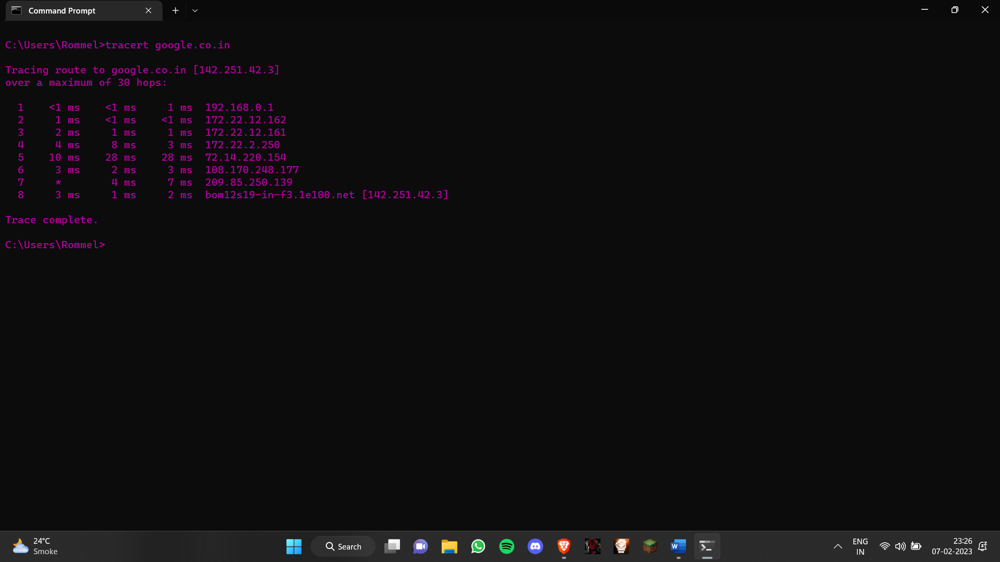 Command Prompt
C:\Users\Rommel>tracert google.co.in
Tracing route to google.co.in [142.251.42.3]
over a maximum of 30 hops:
1 <1 ms <1 ms 1 ms 192.168.0.1
2 1 ms <1 ms <1 ms 172.22.12.162
3 2 ms 1 ms 1 ms 172.22.12.161
4 4 ms 8 ms 3 ms 172.22.2.250
5 10 ms 28 ms 28 ms 72.14.220.154
6 3 ms 2 ms 3 ms 108.170.248.177
7 * 4 ms 7 ms 209.85.250.139
8 3 ms 1 ms 2 ms bom12s19-in-f3.1e100.net [142.251.42.3]
Trace complete.
C:\Users\Rommel>
24°C
Smoke
Search
W
ENG
IN
23:26
07-02-2023